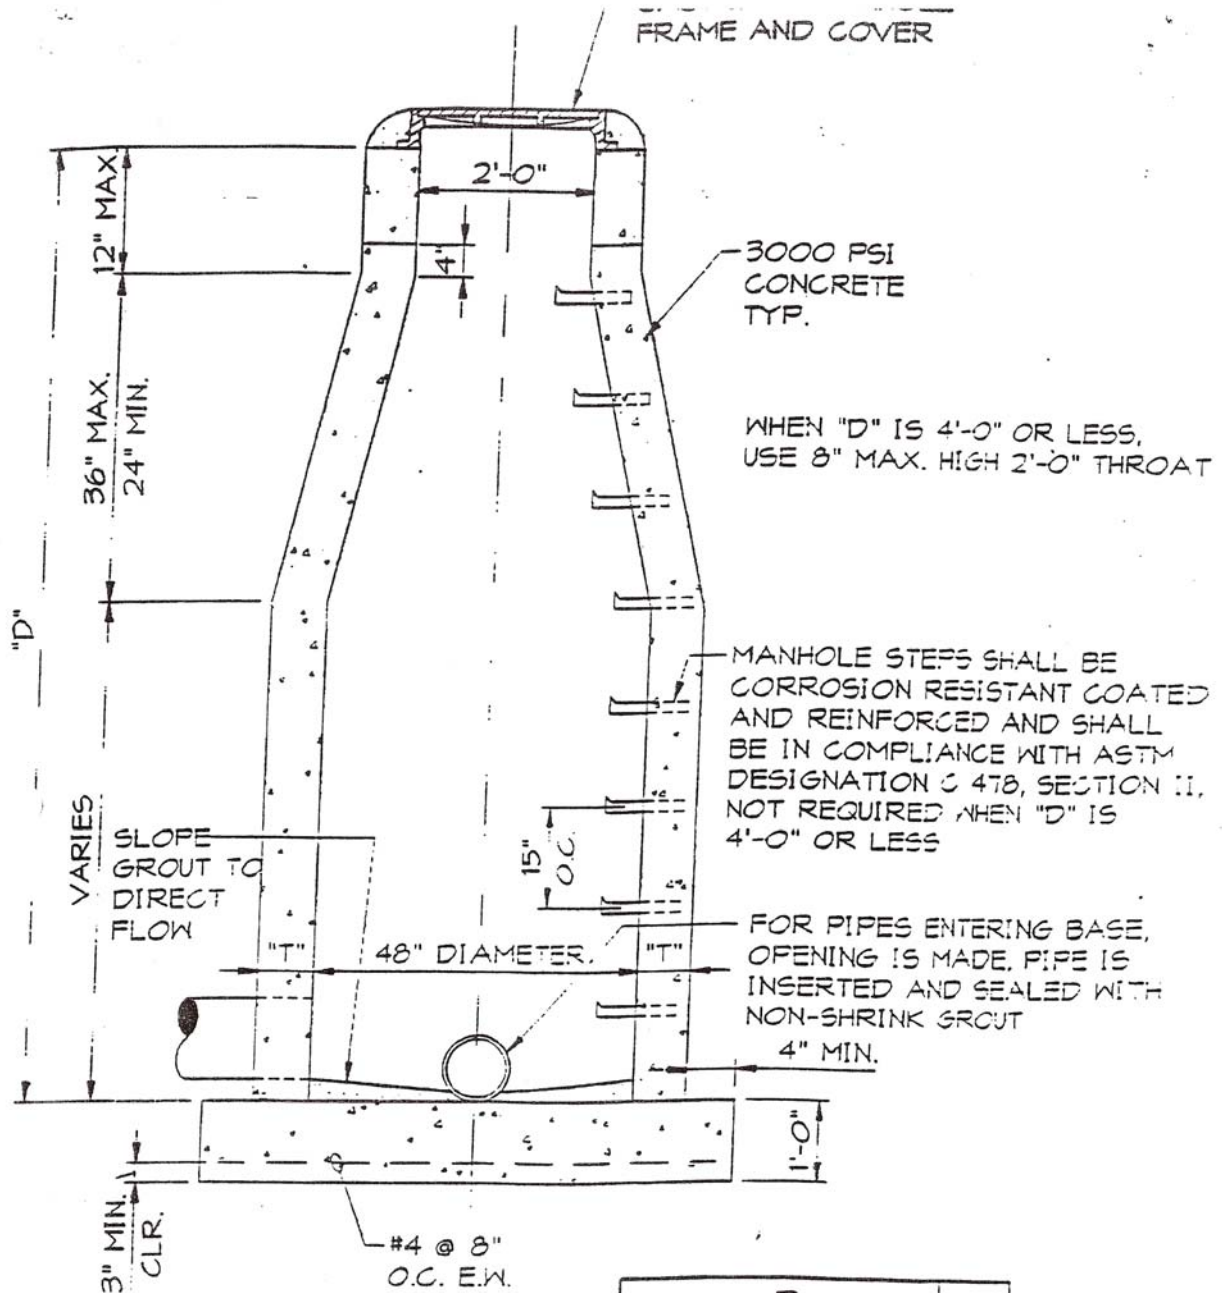 FRAME AND COVER
2'-0"
12" MAX.
4"
3000 PSI
CONCRETE
TYP.
36" MAX.
24" MIN.
WHEN "D" IS 4'-0" OR LESS,
USE 8" MAX. HIGH 2'-0" THROAT
"D"
MANHOLE STEPS SHALL BE
CORROSION RESISTANT COATED
AND REINFORCED AND SHALL
BE IN COMPLIANCE WITH ASTM
DESIGNATION C 478, SECTION 11,
NOT REQUIRED WHEN "D" IS
4'-0" OR LESS
VARIES
SLOPE
GROUT TO
DIRECT
FLOW
15"
O.C.
"T"
48" DIAMETER.
"T"
FOR PIPES ENTERING BASE,
OPENING IS MADE, PIPE IS
INSERTED AND SEALED WITH
NON-SHRINK GROUT
4" MIN.
1'-0"
3" MIN.
CLR.
#4 @ 8"
O.C. E.W.